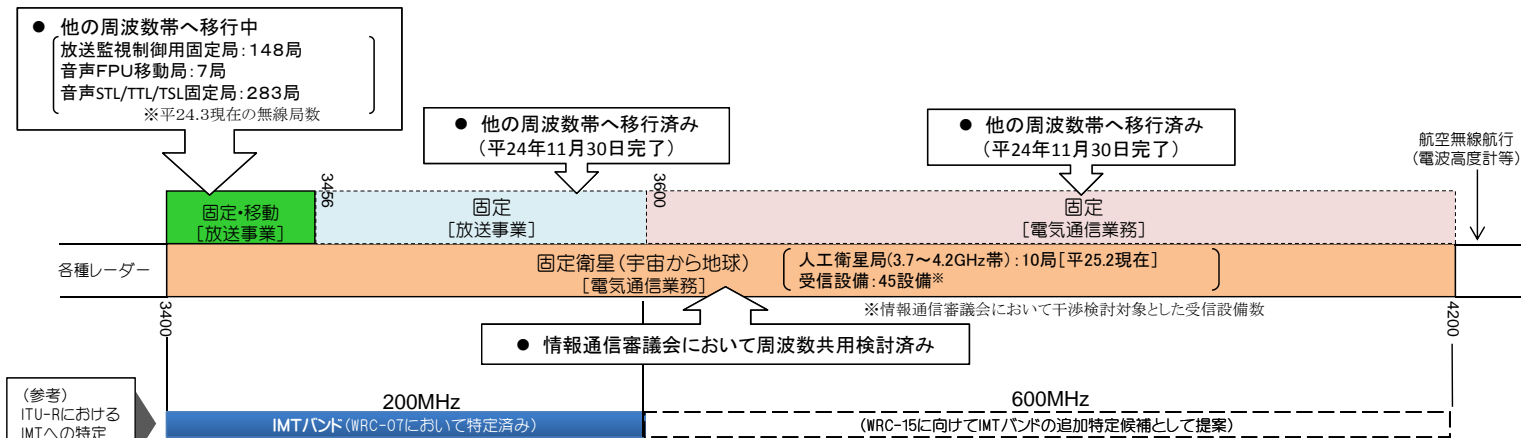 ● 他の周波数帯へ移行中
放送監視制御用固定局：148局
音声FPU移動局：7局
音声STL/TTL/TSL固定局：283局
※平24.3現在の無線局数
● 他の周波数帯へ移行済み
（平24年11月30日完了）
● 他の周波数帯へ移行済み
（平24年11月30日完了）
航空無線航行
（電波高度計等）
3456
3600
固定・移動
［放送事業］
固定
［放送事業］
固定
［電気通信業務］
各種レーダー
固定衛星（宇宙から地球）
［電気通信業務］
人工衛星局(3.7～4.2GHz帯)：10局［平25.2現在］
受信設備：45設備※
※情報通信審議会において干渉検討対象とした受信設備数
3400
4200
● 情報通信審議会において周波数共用検討済み
（参考）
ITU-Rにおける
IMTへの特定
200MHz
IMTバンド（WRC-07において特定済み）
600MHz
（WRC-15に向けてIMTバンドの追加特定候補として提案）